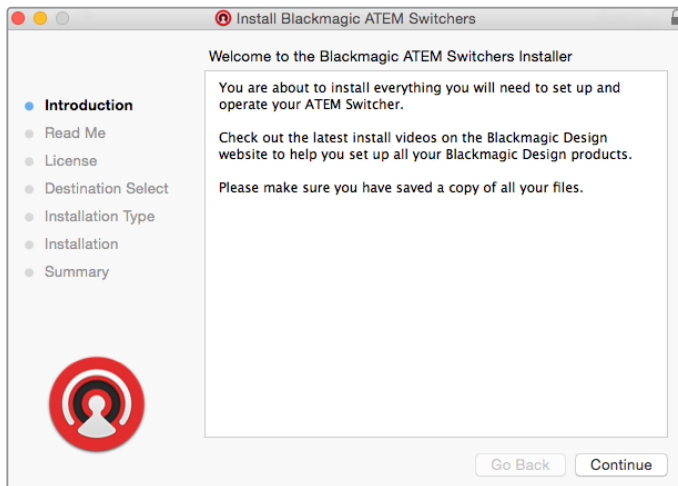 Install Blackmagic ATEM Switchers
Welcome to the Blackmagic ATEM Switchers Installer
Introduction
Read Me
License
Destination Select
Installation Type
Installation
Summary
You are about to install everything you will need to set up and
operate your ATEM Switcher.
Check out the latest install videos on the Blackmagic Design
website to help you set up all your Blackmagic Design products.
Please make sure you have saved a copy of all your files.
Go Back
Continue